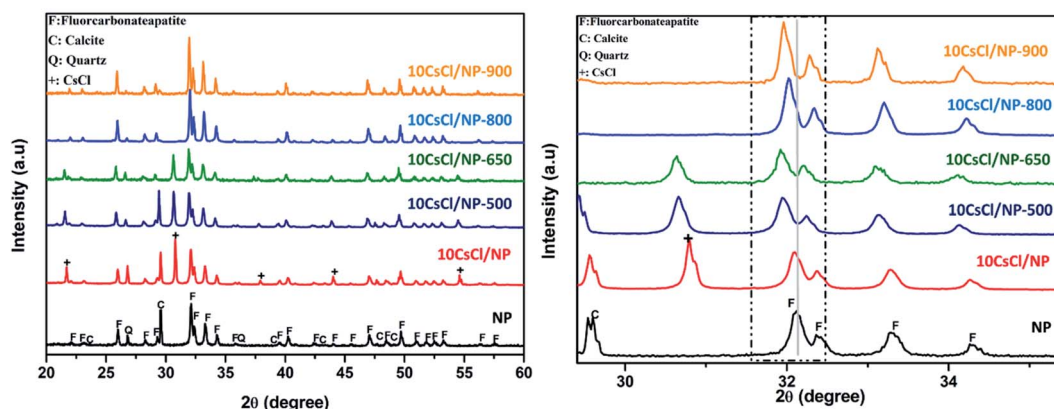 F:Fluorcarbonateapatite
C: Calcite
Q: Quartz
+: CsCl
10CsCl/NP-900
10CsCl/NP-800
10CsCl/NP-650
10CsCl/NP-500
10CsCl/NP
NP
+ + + + +
F F C F Q F F C F F F F F Q C F F C F F C F C F F F F F F F
20 25 30 35 40 45 50 55 60
2θ (degree)
Intensity (a.u)
F:Fluorcarbonateapatite
C: Calcite
Q: Quartz
+: CsCl
10CsCl/NP-900
10CsCl/NP-800
10CsCl/NP-650
10CsCl/NP-500
10CsCl/NP
+
NP
C F F F F
30 32 34
2θ (degree)
Intensity (a.u)